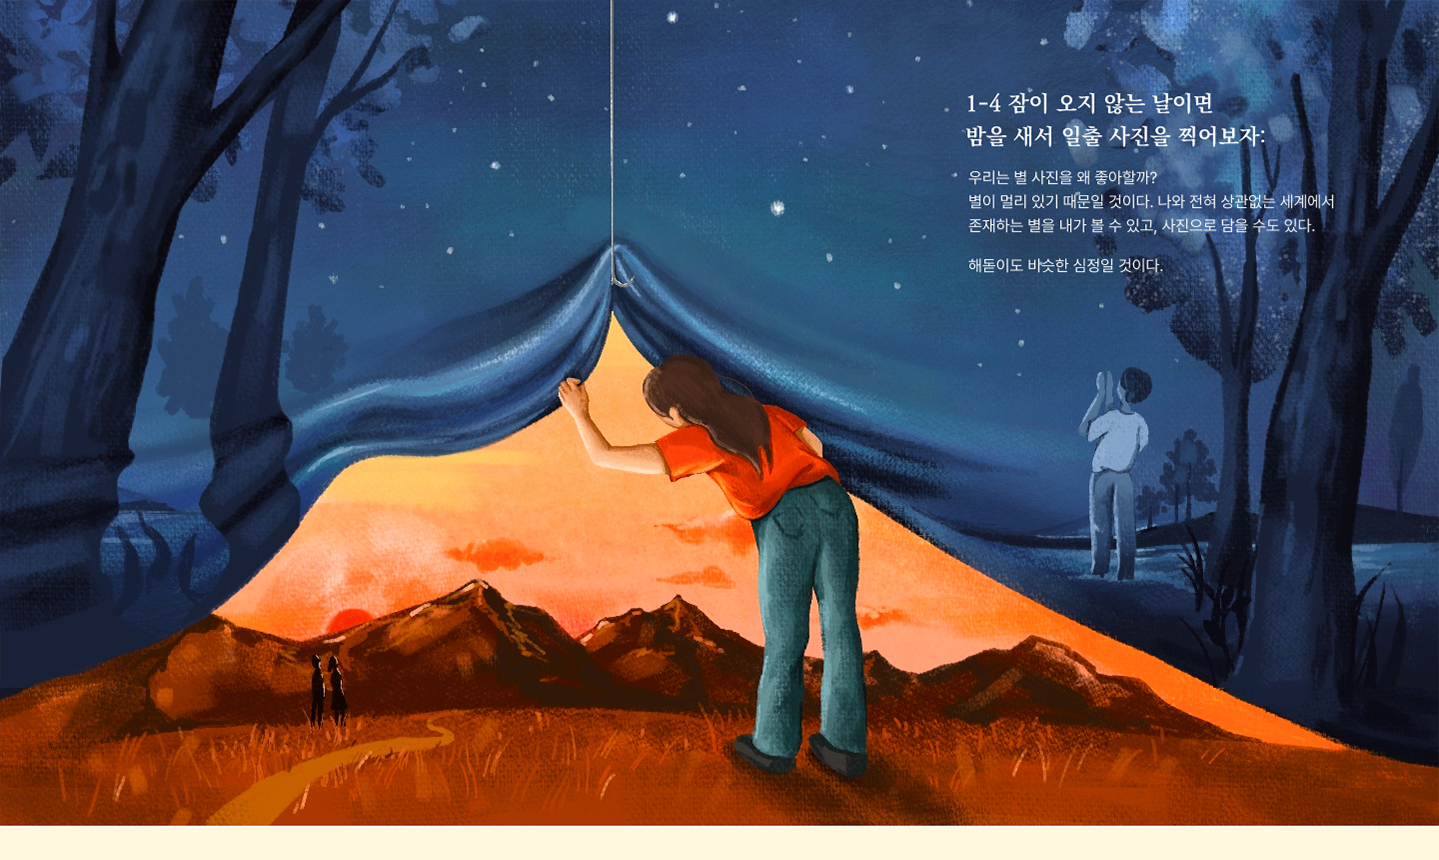 1-4 잠이 오지 않는 날이면
밤을 새서 일출 사진을 찍어보자:
우리는 별 사진을 왜 좋아할까?
별이 멀리 있기 때문일 것이다. 나와 전혀 상관없는 세계에서
존재하는 별을 내가 볼 수 있고, 사진으로 담을 수도 있다.
해돋이도 바슷한 심정일 것이다.